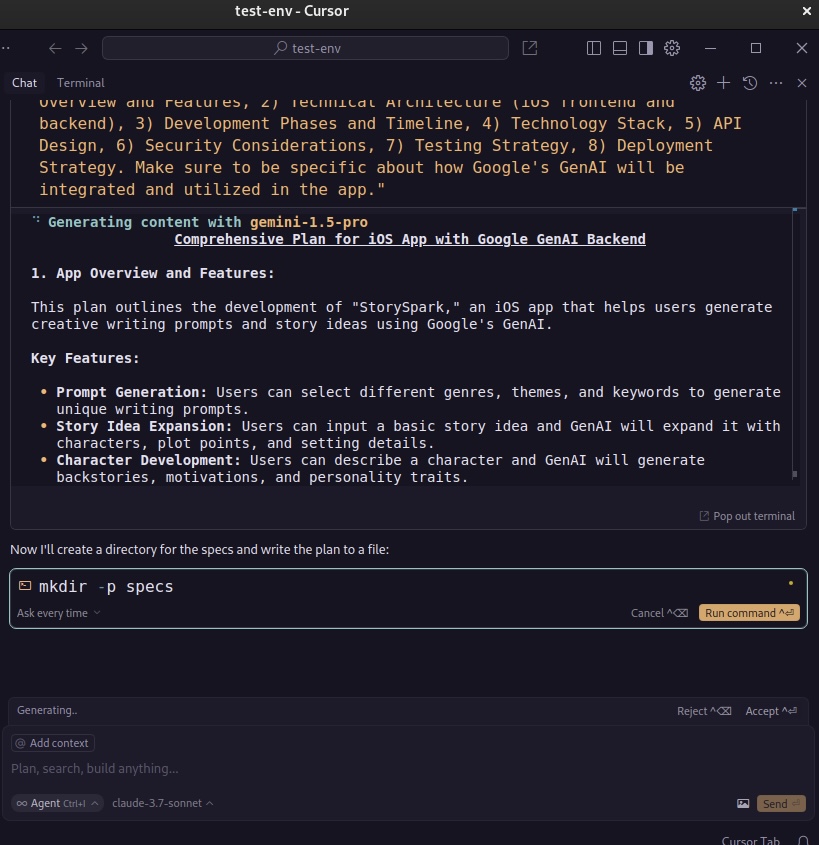 test-env - Cursor
test-env
Chat Terminal
Overview and Features, 2) Technical Architecture (iOS frontend and
backend), 3) Development Phases and Timeline, 4) Technology Stack, 5) API
Design, 6) Security Considerations, 7) Testing Strategy, 8) Deployment
Strategy. Make sure to be specific about how Google's GenAI will be
integrated and utilized in the app."
Generating content with gemini-1.5-pro
Comprehensive Plan for iOS App with Google GenAI Backend
1. App Overview and Features:
This plan outlines the development of "StorySpark," an iOS app that helps users generate
creative writing prompts and story ideas using Google's GenAI.
Key Features:
• Prompt Generation: Users can select different genres, themes, and keywords to generate
unique writing prompts.
• Story Idea Expansion: Users can input a basic story idea and GenAI will expand it with
characters, plot points, and setting details.
• Character Development: Users can describe a character and GenAI will generate
backstories, motivations, and personality traits.
Pop out terminal
Now I'll create a directory for the specs and write the plan to a file:
mkdir -p specs
Ask every time Cancel ^⌫ Run command ^⏎
Generating.. Reject ^⌫ Accept ^⏎
@ Add context
Plan, search, build anything...
∞ Agent Ctrl+I claude-3.7-sonnet Send ⏎
Cursor Tab